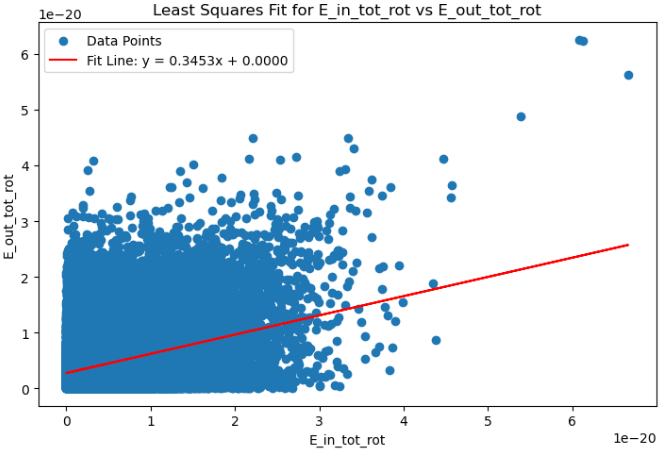 Least Squares Fit for E_in_tot_rot vs E_out_tot_rot
1e−20
Data Points
Fit Line: y = 0.3453x + 0.0000
6
5
4
3
2
1
0
E_out_tot_rot
0 1 2 3 4 5 6
1e−20
E_in_tot_rot